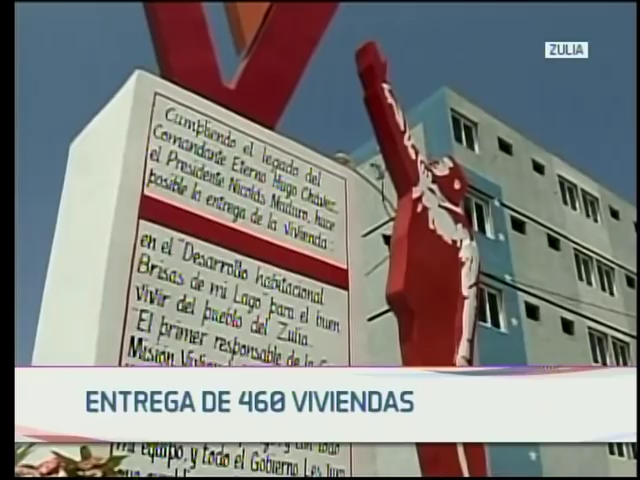 ZULIA
Cumpliendo el legado del
Comandante Eterno Hugo Chávez
el Presidente Nicolás Maduro, hace
posible la entrega de la vivienda:
en el "Desarrollo habitacional
Brisas de mi Lago" para el buen
vivir del pueblo del Zulia.
"El primer responsable de la
Misión
ENTREGA DE 460 VIVIENDAS
mi equipo, y todo el Gobierno Les